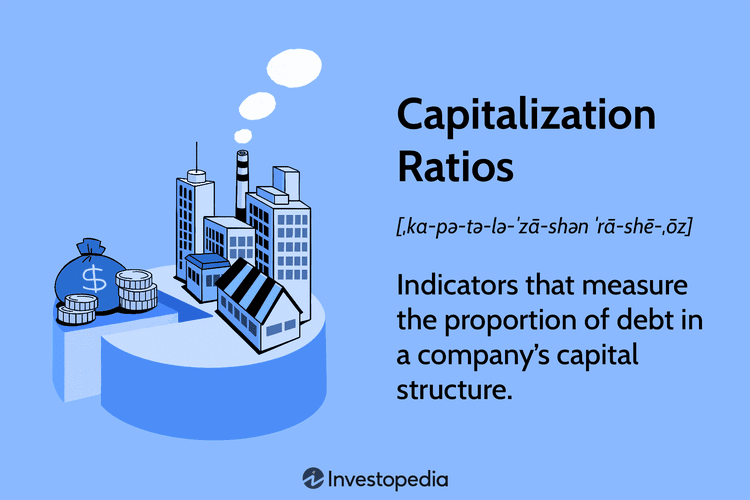 $
Capitalization
Ratios
[ˌka-pə-tə-lə-ˈzā-shən ˈrā-shē-ˌōz]
Indicators that measure
the proportion of debt in
a company’s capital
structure.
Investopedia